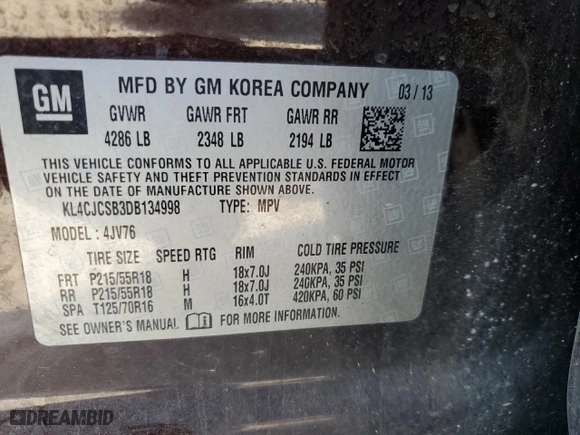 GM
MFD BY GM KOREA COMPANY 03/13
GVWR GAWR FRT GAWR RR
4286 LB 2348 LB 2194 LB
THIS VEHICLE CONFORMS TO ALL APPLICABLE U.S. FEDERAL MOTOR
VEHICLE SAFETY AND THEFT PREVENTION STANDARDS IN EFFECT
ON THE DATE OF MANUFACTURE SHOWN ABOVE.
KL4CJCSB3DB134998 TYPE: MPV
MODEL: 4JV76
TIRE SIZE SPEED RTG RIM COLD TIRE PRESSURE
FRT P215/55R18 H 18x7.0J 240KPA, 35 PSI
RR P215/55R18 H 18x7.0J 240KPA, 35 PSI
SPA T125/70R16 M 16x4.0T 420KPA, 60 PSI
SEE OWNER'S MANUAL FOR MORE INFORMATION.
DREAMBID